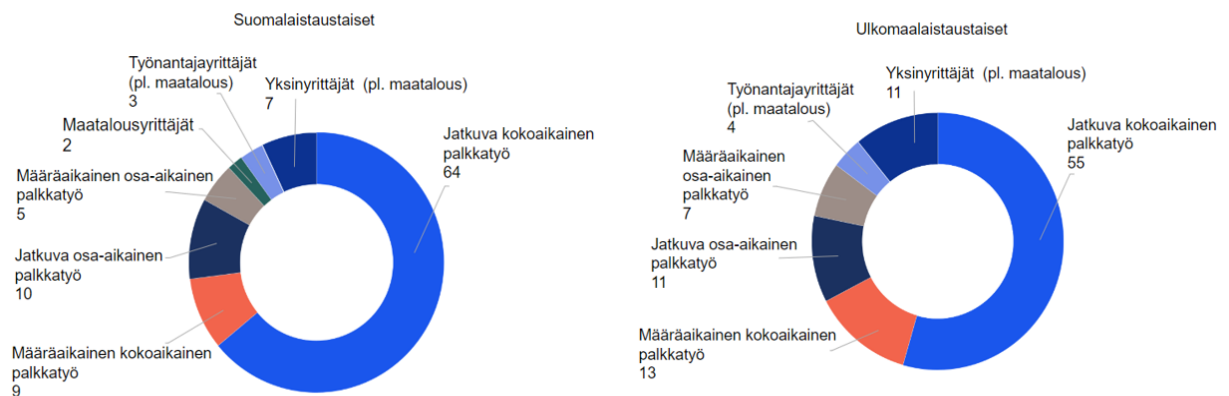 Suomalaistaustaiset
Työnantajayrittäjät
(pl. maatalous)
3
Yksinyrittäjät (pl. maatalous)
7
Maatalousyrittäjät
2
Jatkuva kokoaikainen
palkkatyö
64
Määräaikainen osa-aikainen
palkkatyö
5
Jatkuva osa-aikainen
palkkatyö
10
Määräaikainen kokoaikainen
palkkatyö
9
Ulkomaalaistaustaiset
Yksinyrittäjät (pl. maatalous)
11
Työnantajayrittäjät
(pl. maatalous)
4
Jatkuva kokoaikainen
palkkatyö
55
Määräaikainen
osa-aikainen
palkkatyö
7
Jatkuva osa-aikainen
palkkatyö
11
Määräaikainen kokoaikainen
palkkatyö
13